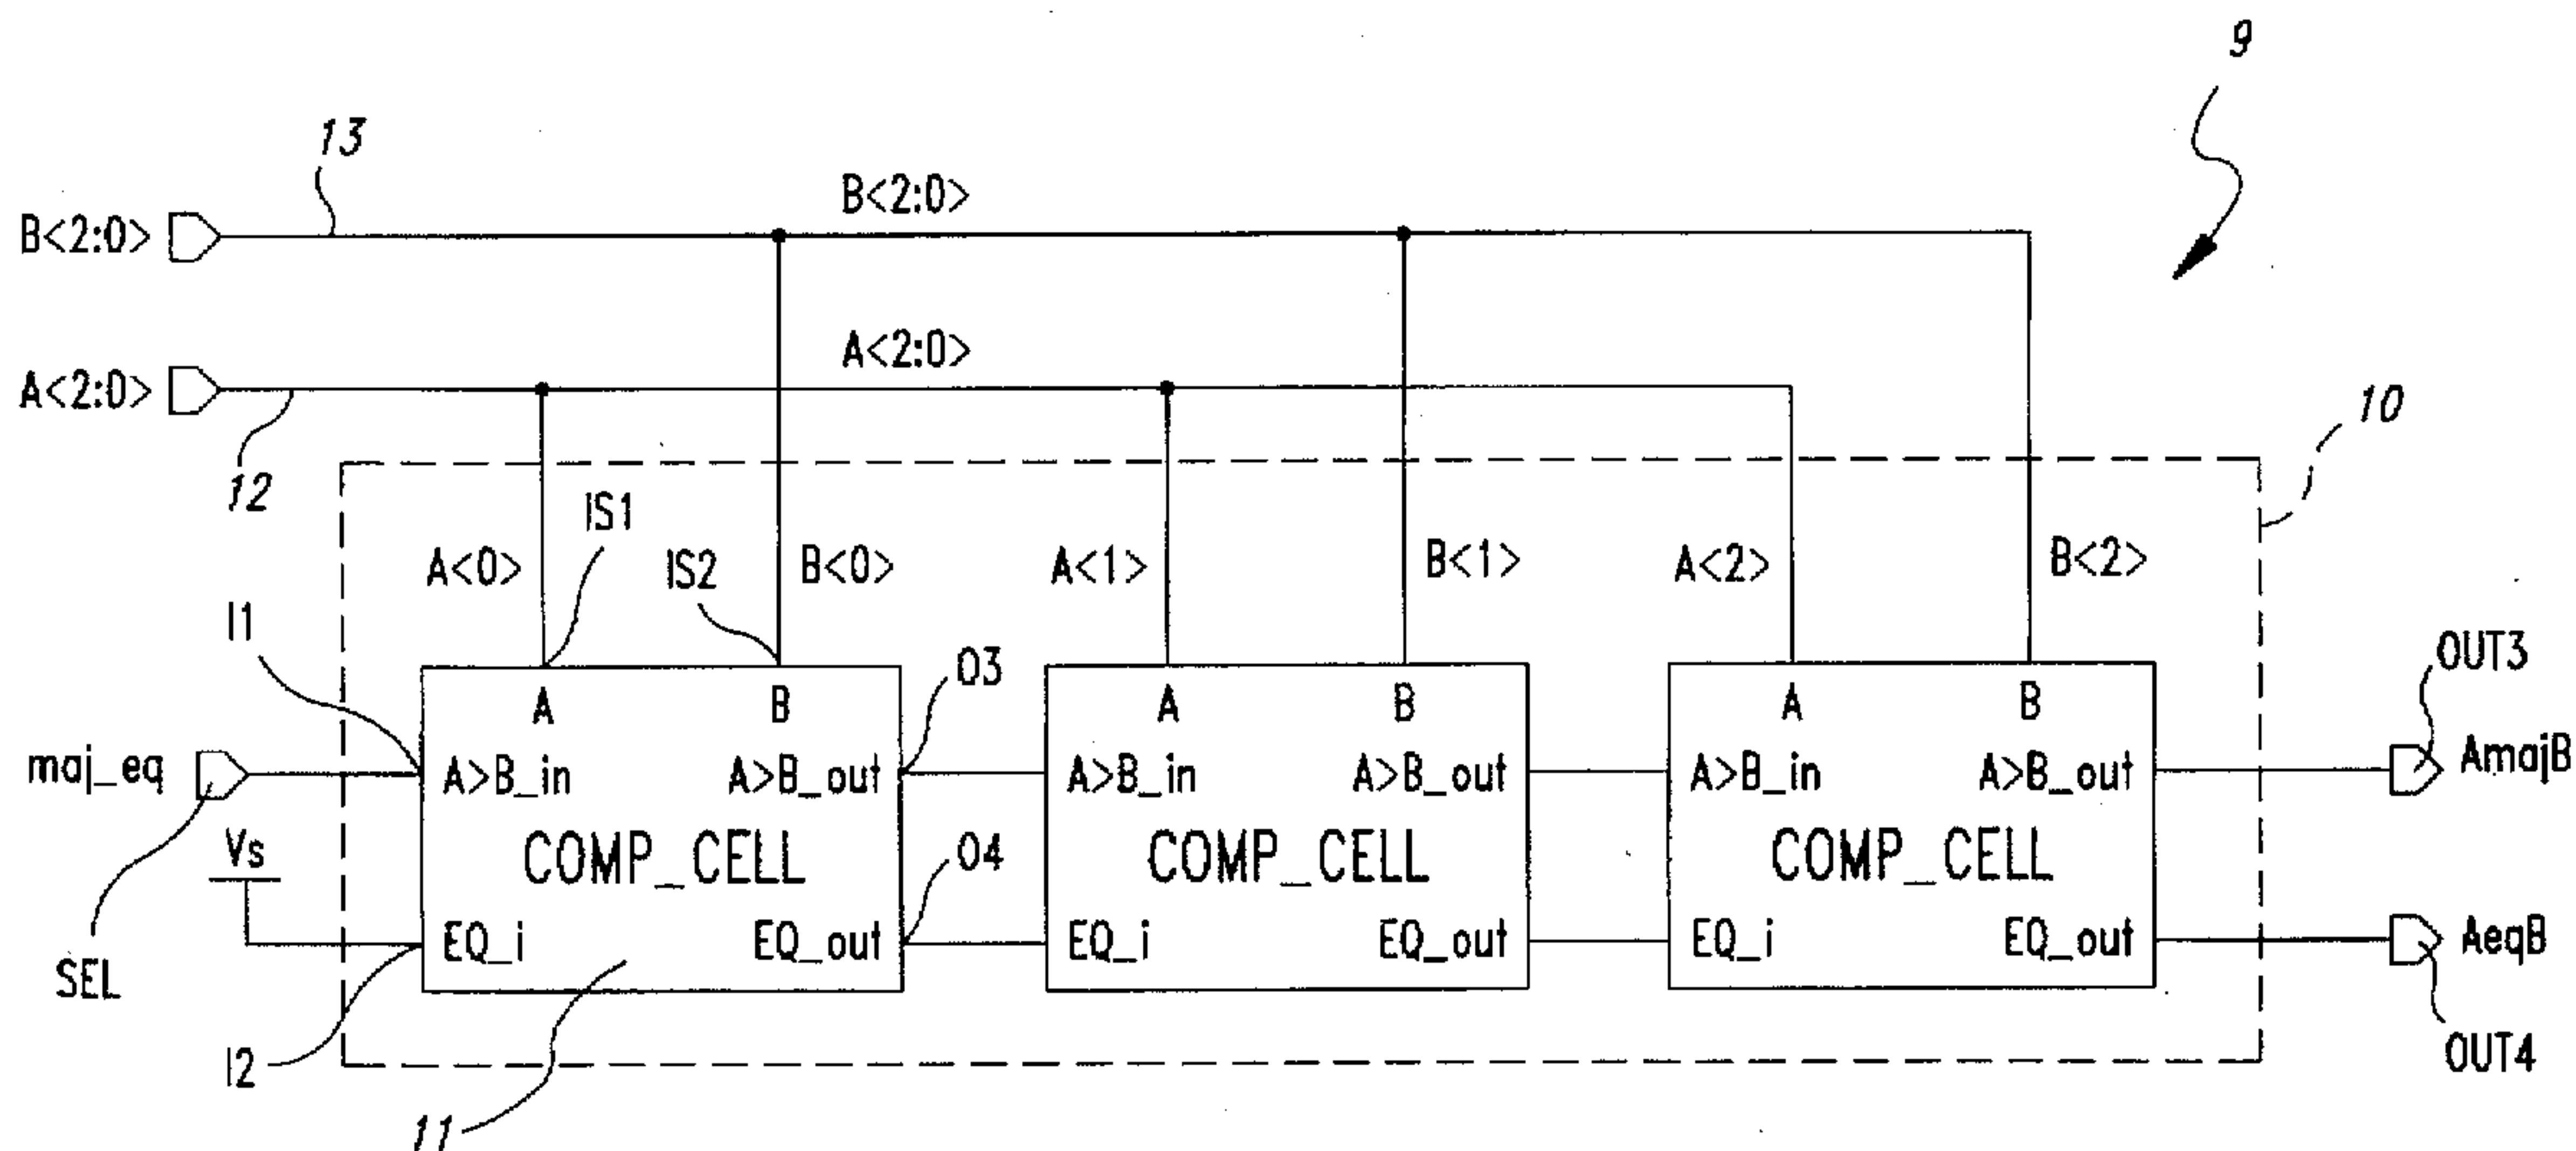 9
13
B<2:0>
B<2:0>
A<2:0>
A<2:0>
10
12
IS1
A<0>
IS2
B<0>
A<1>
B<1>
A<2>
B<2>
I1
O3
OUT3
A B
A B
A B
maj_eq
A>B_in A>B_out
A>B_in A>B_out
A>B_in A>B_out
AmajB
Vs
COMP_CELL
O4
COMP_CELL
COMP_CELL
SEL
EQ_i EQ_out
EQ_i EQ_out
EQ_i EQ_out
AeqB
I2
OUT4
11